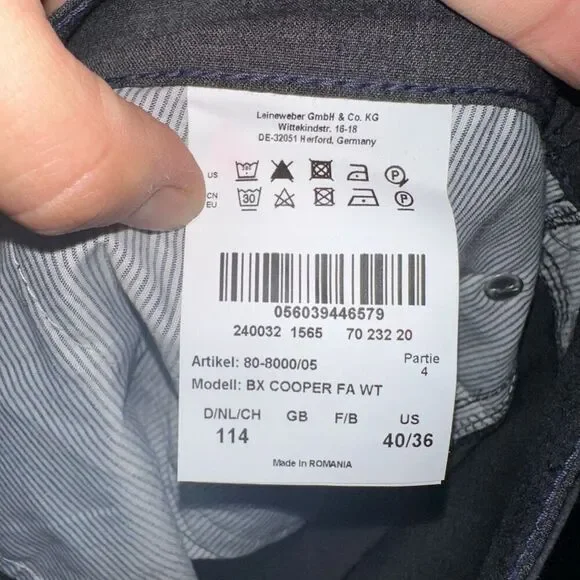 Leineweber GmbH & Co. KG
Wittekindstr. 16-18
DE-32051 Herford, Germany
US
P
CN
EU
30
P
056039446579
240032 1565 70 232 20
Artikel: 80-8000/05 Partie
4
Modell: BX COOPER FA WT
D/NL/CH GB F/B US
114 40/36
Made in ROMANIA